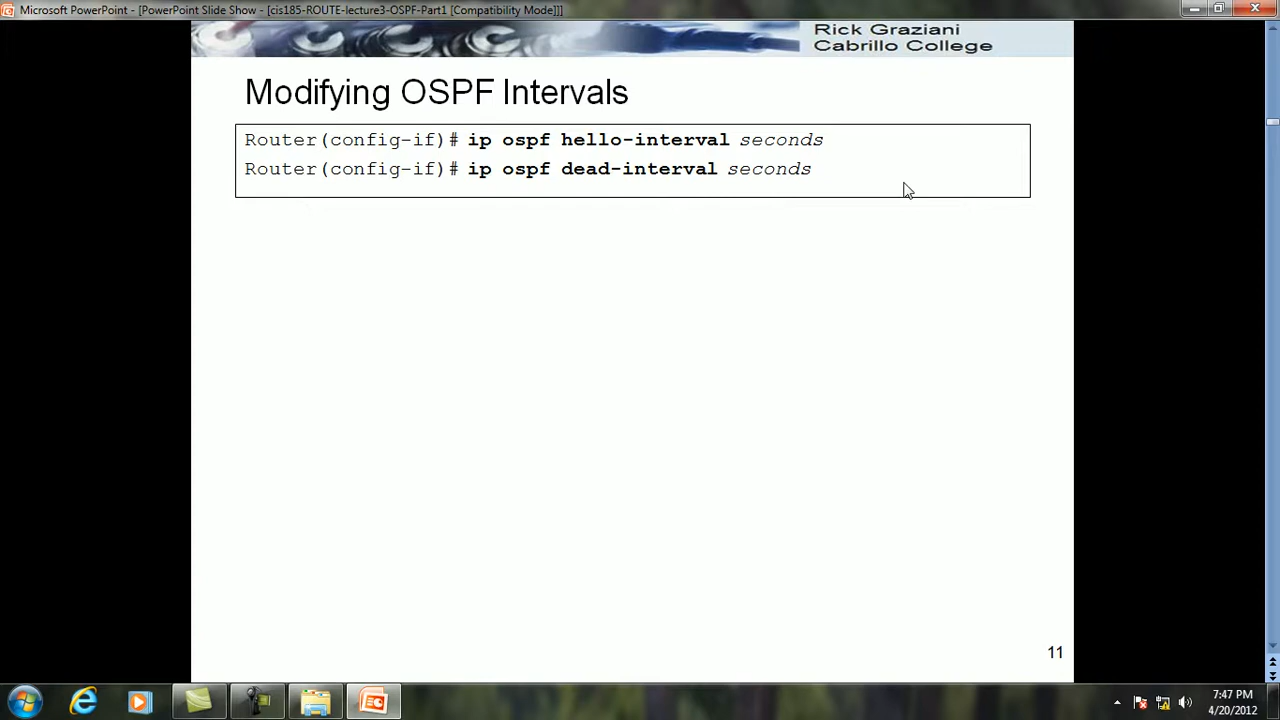 Microsoft PowerPoint - [PowerPoint Slide Show - [cis185-ROUTE-lecture3-OSPF-Part1 [Compatibility Mode]]]
Rick Graziani
Cabrillo College
Modifying OSPF Intervals
Router(config-if)# ip ospf hello-interval seconds
Router(config-if)# ip ospf dead-interval seconds
11
7:47 PM
4/20/2012